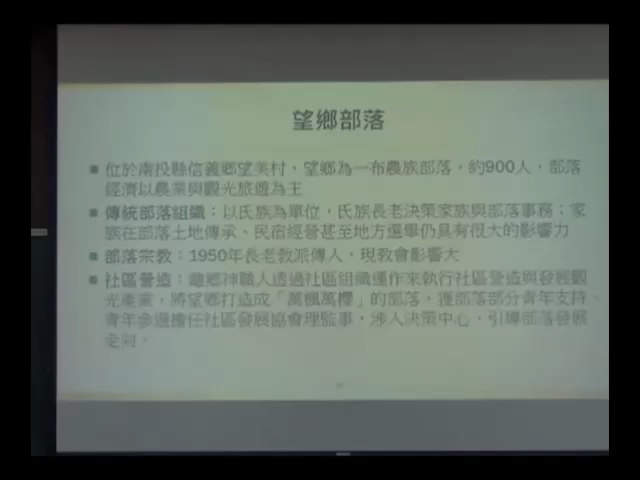 望鄉部落
■ 位於南投縣信義鄉望美村，望鄉為一布農族部落，約900人，部落
經濟以農業與觀光旅遊為主
■ 傳統部落組織：以氏族為單位，氏族長老決策家族與部落事務；家
族在部落土地傳承、民宿經營甚至地方選舉仍具有很大的影響力
■ 部落宗教：1950年長老教派傳入，現教會影響大
■ 社區營造：離鄉神職人透過社區組織運作來執行社區營造與發展觀
光產業，將望鄉打造成「萬楓萬櫻」的部落，獲部落部分青年支持。
青年參選擔任社區發展協會理監事，涉入決策中心，引導部落發展
走向。